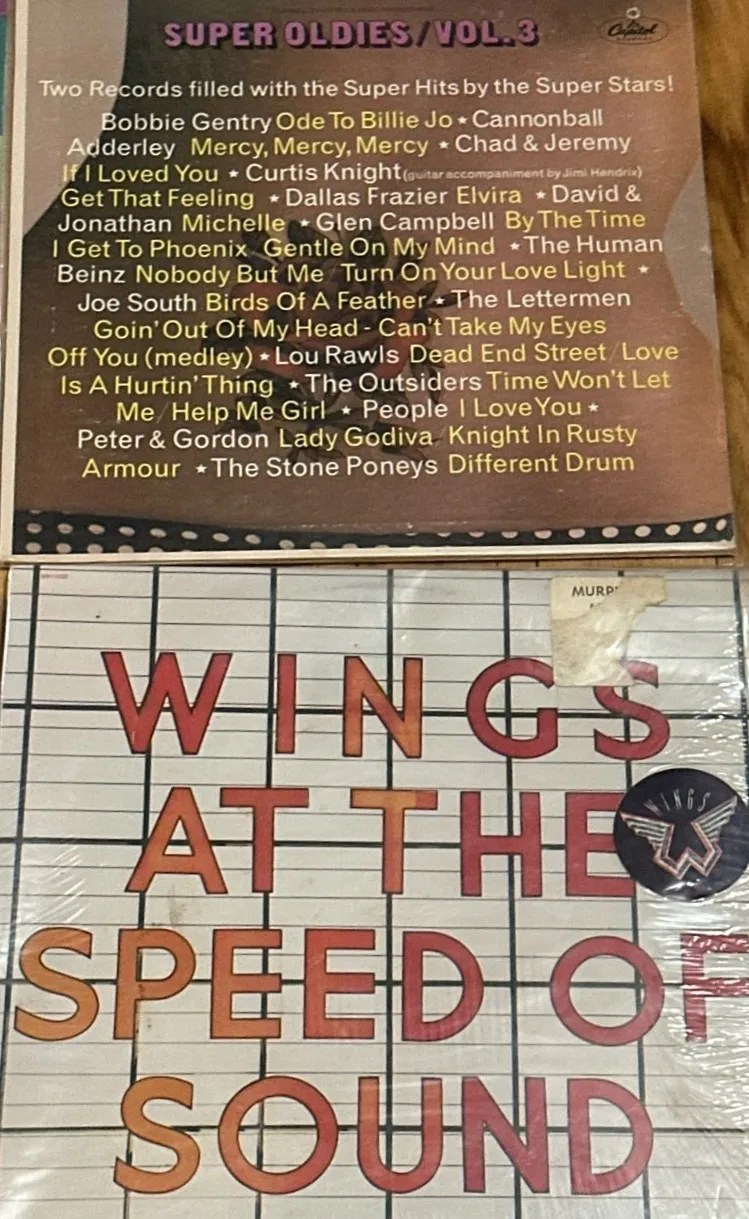 SUPER OLDIES/VOL.3
Capitol
Two Records filled with the Super Hits by the Super Stars!
Bobbie Gentry Ode To Billie Jo ★ Cannonball
Adderley Mercy, Mercy, Mercy ★ Chad & Jeremy
If I Loved You ★ Curtis Knight (guitar accompaniment by Jimi Hendrix)
Get That Feeling ★ Dallas Frazier Elvira ★ David &
Jonathan Michelle ★ Glen Campbell By The Time
I Get To Phoenix Gentle On My Mind ★ The Human
Beinz Nobody But Me / Turn On Your Love Light ★
Joe South Birds Of A Feather ★ The Lettermen
Goin' Out Of My Head - Can't Take My Eyes
Off You (medley) ★ Lou Rawls Dead End Street / Love
Is A Hurtin' Thing ★ The Outsiders Time Won't Let
Me / Help Me Girl ★ People I Love You ★
Peter & Gordon Lady Godiva / Knight In Rusty
Armour ★ The Stone Poneys Different Drum
MURP
WINGS
AT THE
WINGS
SPEED OF
SOUND